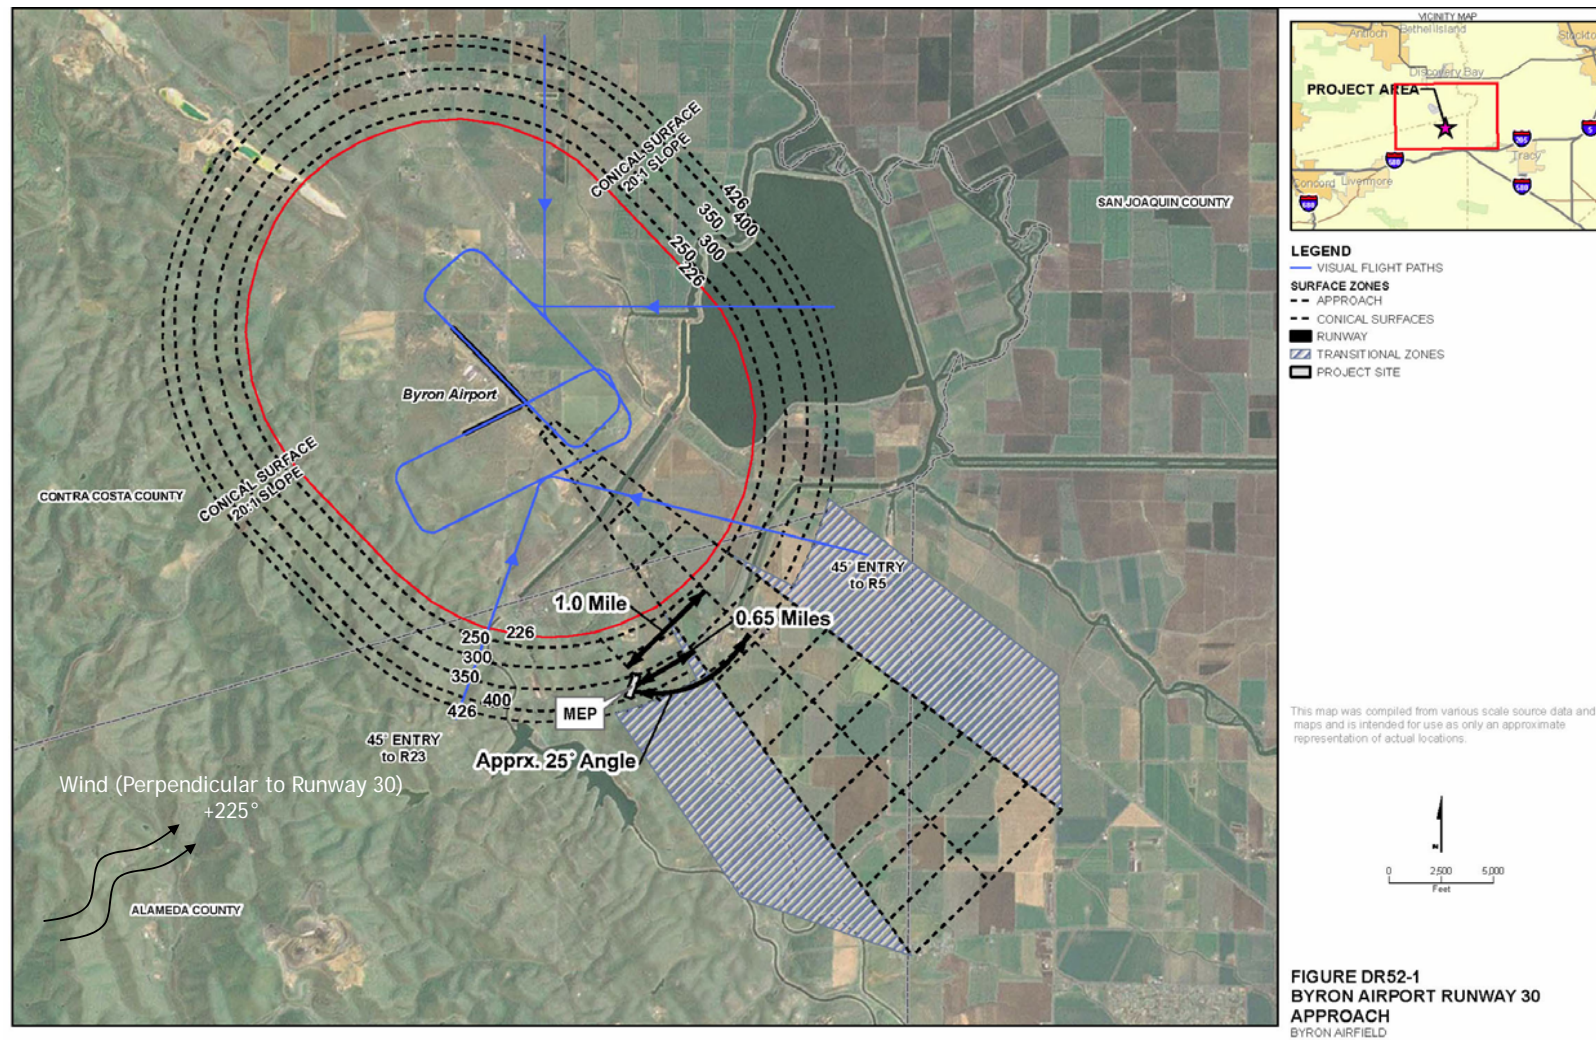 VICINITY MAP
Antioch
Bethel Island
Stockto
Discovery Bay
PROJECT AREA
205
5
580
Tracy
Concord
Livermore
580
680
LEGEND
VISUAL FLIGHT PATHS
SURFACE ZONES
APPROACH
CONICAL SURFACES
RUNWAY
TRANSITIONAL ZONES
PROJECT SITE
This map was compiled from various scale source data and
maps and is intended for use as only an approximate
representation of actual locations.
N
0 2,500 5,000
Feet
FIGURE DR52-1
BYRON AIRPORT RUNWAY 30
APPROACH
BYRON AIRFIELD
CONICAL SURFACE
20:1 SLOPE
426
400
350
300
250
226
SAN JOAQUIN COUNTY
Byron Airport
CONICAL SURFACE
20:1 SLOPE
CONTRA COSTA COUNTY
45° ENTRY
to R5
1.0 Mile
0.65 Miles
226
250
300
350
400
426
MEP
45° ENTRY
to R23
Apprx. 25° Angle
Wind (Perpendicular to Runway 30)
+225°
ALAMEDA COUNTY